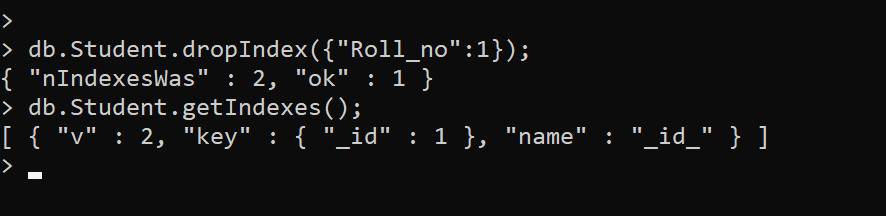 >
> db.Student.dropIndex({"Roll_no":1});
{ "nIndexesWas" : 2, "ok" : 1 }
> db.Student.getIndexes();
[ { "v" : 2, "key" : { "_id" : 1 }, "name" : "_id_" } ]
>